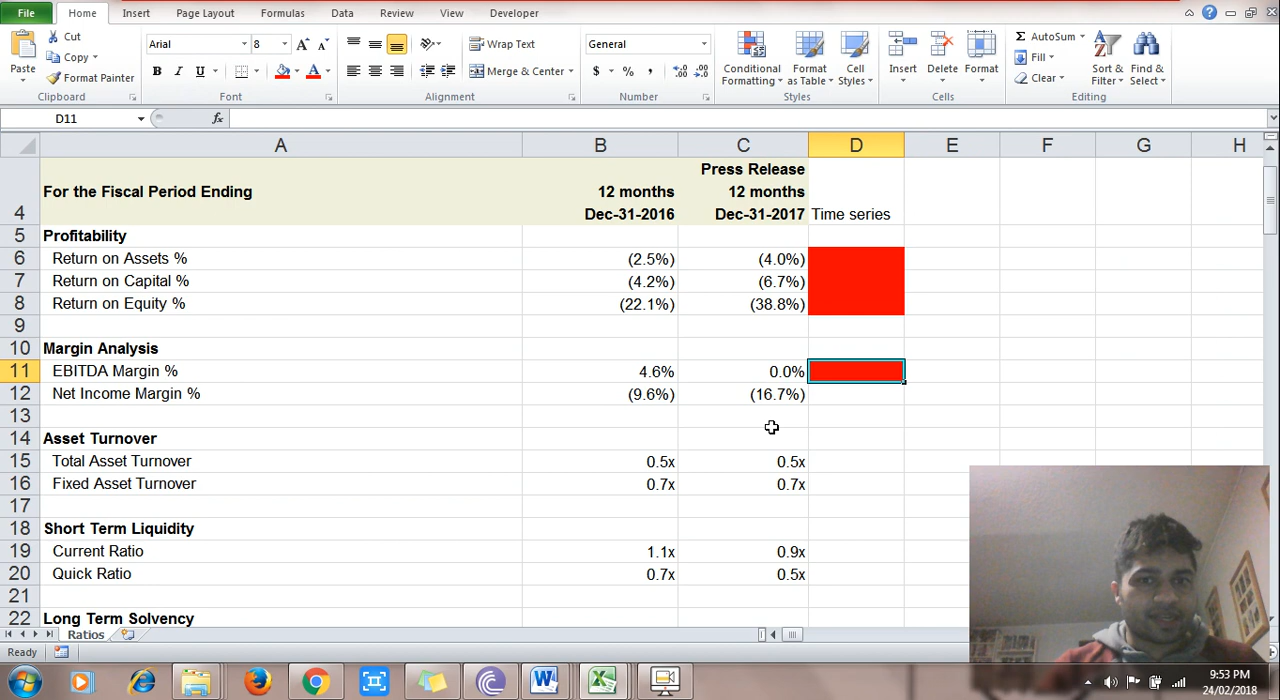 File Home Insert Page Layout Formulas Data Review View Developer
Cut
Arial 8 A A Wrap Text General AutoSum
Copy Fill
Paste Format Painter B I U A Merge & Center $ % , Conditional Formatting Format as Table Cell Styles Insert Delete Format Clear Sort & Filter Find & Select
Clipboard Font Alignment Number Styles Cells Editing
D11 fx
A B C D E F G H
Press Release
For the Fiscal Period Ending 12 months 12 months
4 Dec-31-2016 Dec-31-2017 Time series
5 Profitability
6 Return on Assets % (2.5%) (4.0%)
7 Return on Capital % (4.2%) (6.7%)
8 Return on Equity % (22.1%) (38.8%)
9
10 Margin Analysis
11 EBITDA Margin % 4.6% 0.0%
12 Net Income Margin % (9.6%) (16.7%)
13
14 Asset Turnover
15 Total Asset Turnover 0.5x 0.5x
16 Fixed Asset Turnover 0.7x 0.7x
17
18 Short Term Liquidity
19 Current Ratio 1.1x 0.9x
20 Quick Ratio 0.7x 0.5x
21
22 Long Term Solvency
Ratios
Ready
9:53 PM
24/02/2018